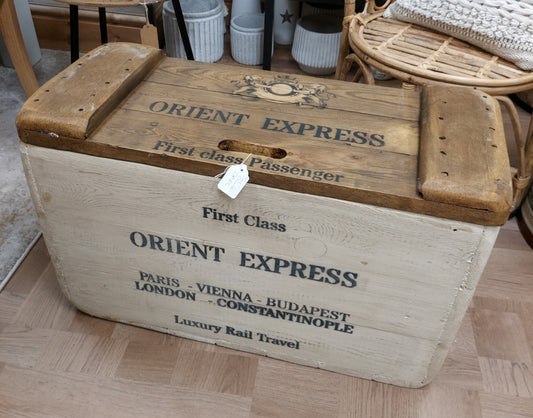 ORIENT EXPRESS
First class Passenger
First Class
ORIENT EXPRESS
PARIS - VIENNA - BUDAPEST
LONDON - CONSTANTINOPLE
Luxury Rail Travel